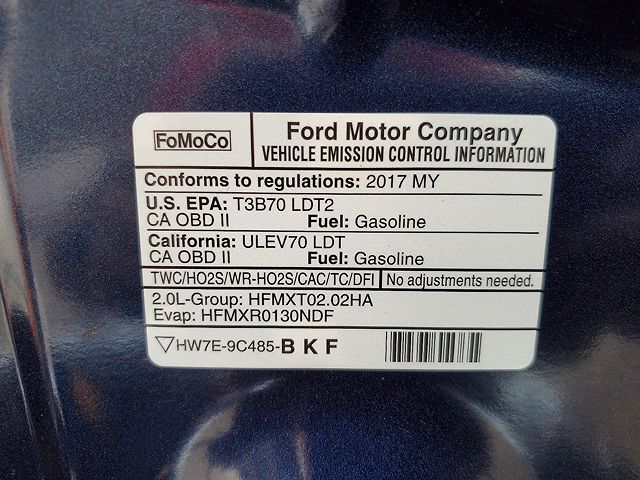 FoMoCo
Ford Motor Company
VEHICLE EMISSION CONTROL INFORMATION
Conforms to regulations: 2017 MY
U.S. EPA: T3B70 LDT2
CA OBD II Fuel: Gasoline
California: ULEV70 LDT
CA OBD II Fuel: Gasoline
TWC/HO2S/WR-HO2S/CAC/TC/DFI No adjustments needed.
2.0L-Group: HFMXT02.02HA
Evap: HFMXR0130NDF
HW7E-9C485-B K F